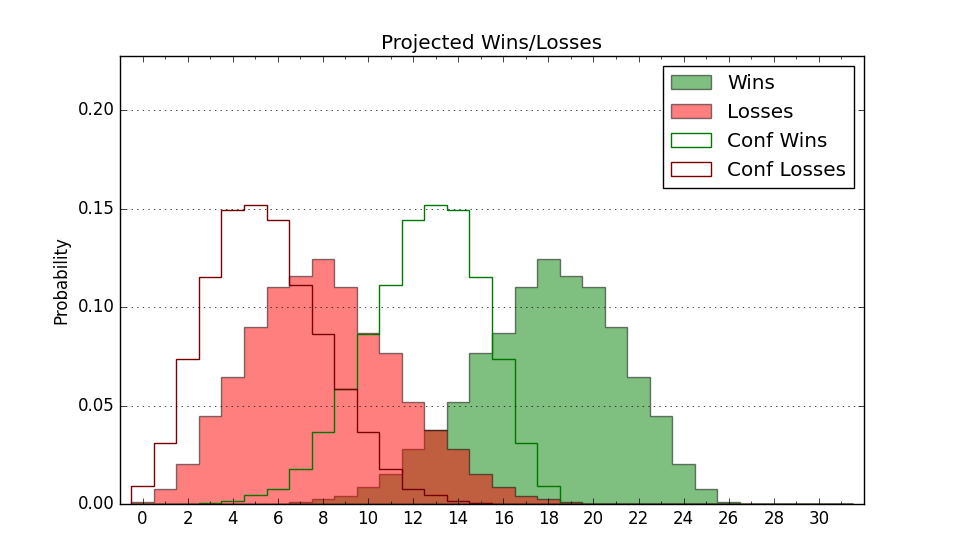 Projected Wins/Losses
Wins
Losses
Conf Wins
Conf Losses
Probability
0.20
0.15
0.10
0.05
0.00
0 2 4 6 8 10 12 14 16 18 20 22 24 26 28 30